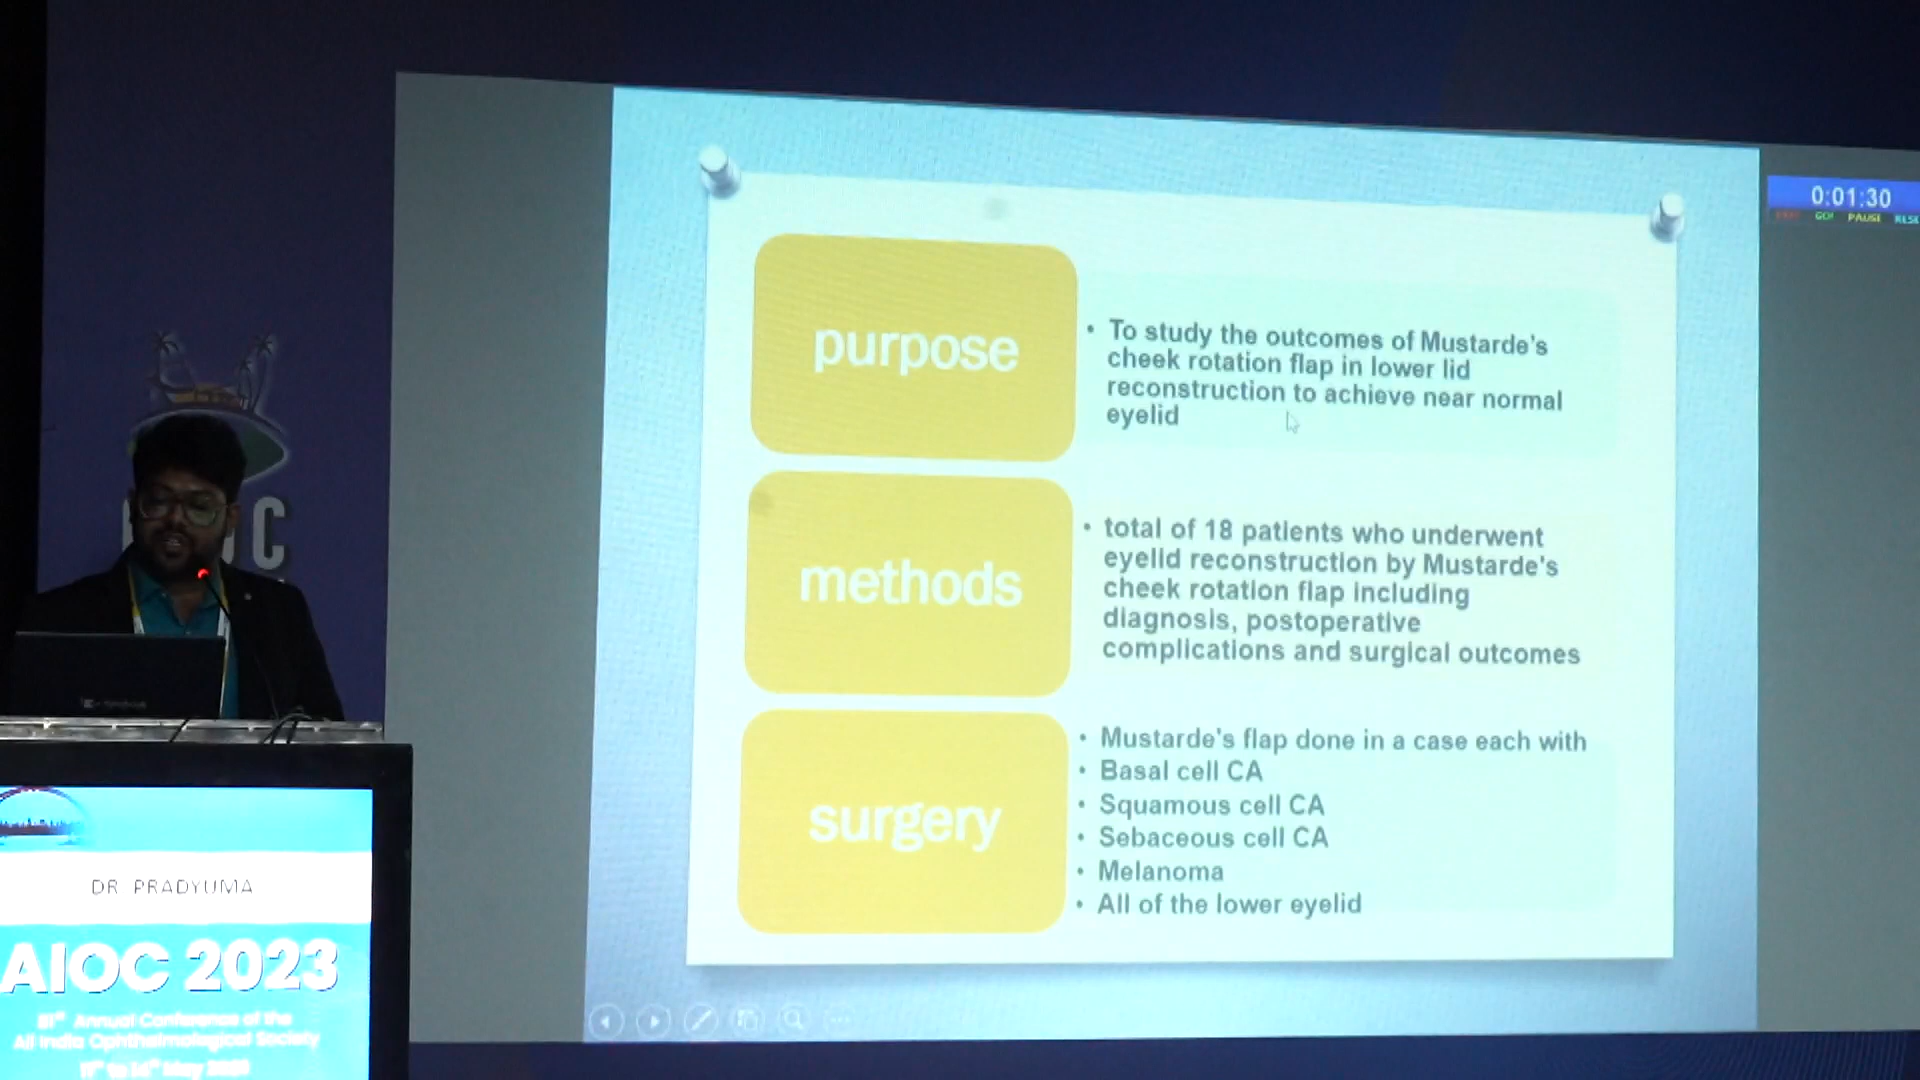 purpose
• To study the outcomes of Mustarde's
cheek rotation flap in lower lid
reconstruction to achieve near normal
eyelid
methods
• total of 18 patients who underwent
eyelid reconstruction by Mustarde's
cheek rotation flap including
diagnosis, postoperative
complications and surgical outcomes
surgery
• Mustarde's flap done in a case each with
• Basal cell CA
• Squamous cell CA
• Sebaceous cell CA
• Melanoma
• All of the lower eyelid
0:01:30
GO! PAUSE
DR PRADYUMA
AIOC 2023
81st Annual Conference of the
All India Ophthalmological Society
May